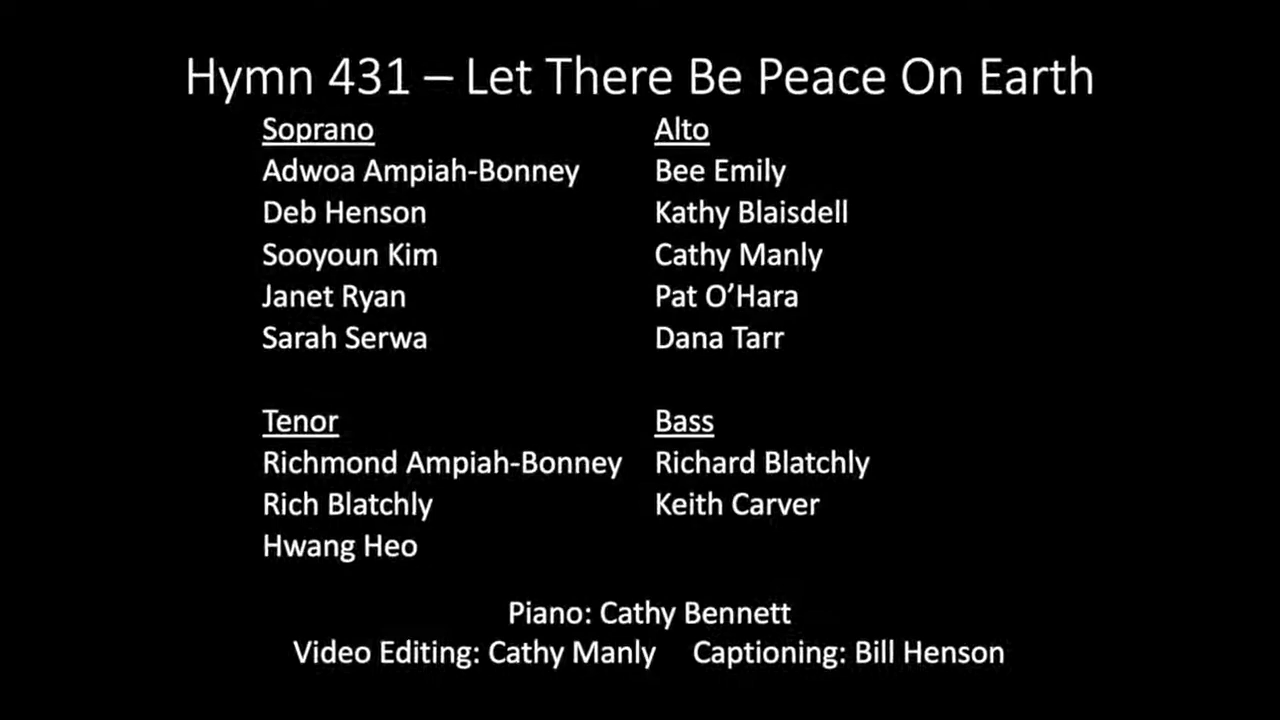 Hymn 431 – Let There Be Peace On Earth
Soprano
Adwoa Ampiah-Bonney
Deb Henson
Sooyoun Kim
Janet Ryan
Sarah Serwa
Alto
Bee Emily
Kathy Blaisdell
Cathy Manly
Pat O’Hara
Dana Tarr
Tenor
Richmond Ampiah-Bonney
Rich Blatchly
Hwang Heo
Bass
Richard Blatchly
Keith Carver
Piano: Cathy Bennett
Video Editing: Cathy Manly Captioning: Bill Henson